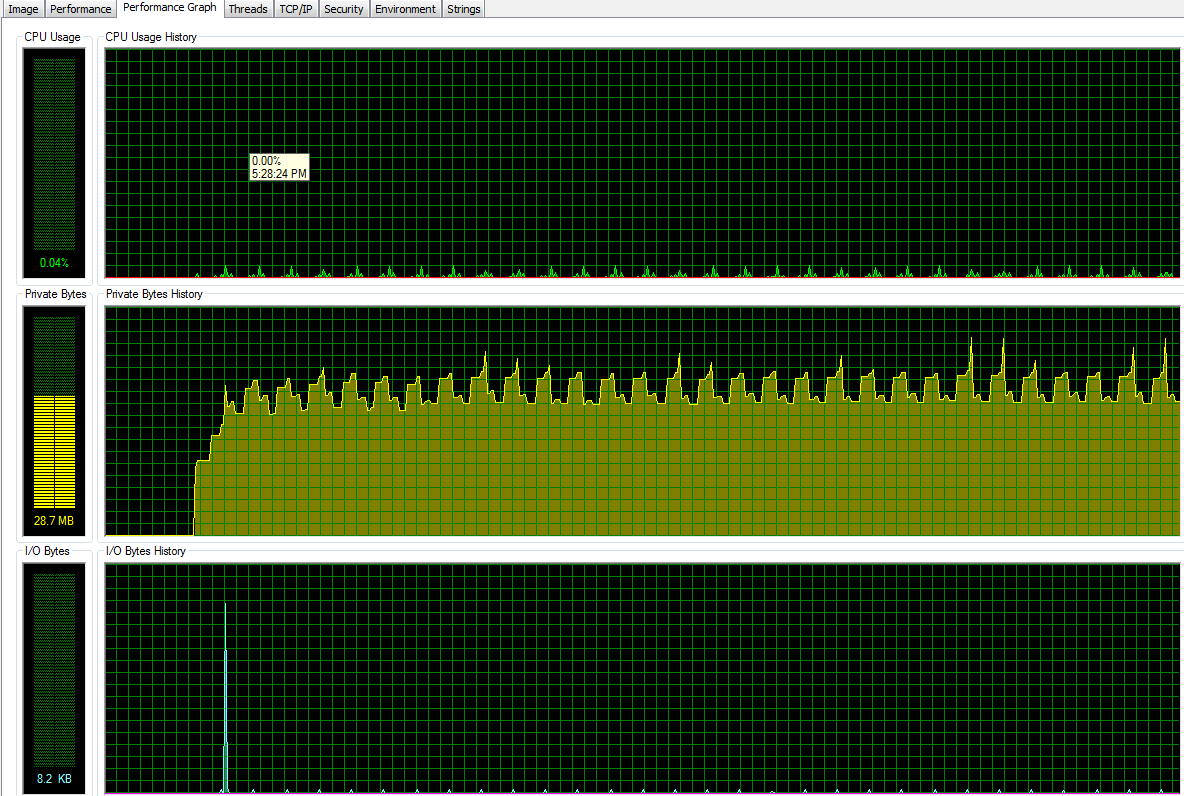 Image Performance Performance Graph Threads TCP/IP Security Environment Strings
CPU Usage
CPU Usage History
0.00%
5:28:24 PM
0.04%
Private Bytes
Private Bytes History
28.7 MB
I/O Bytes
I/O Bytes History
8.2 KB